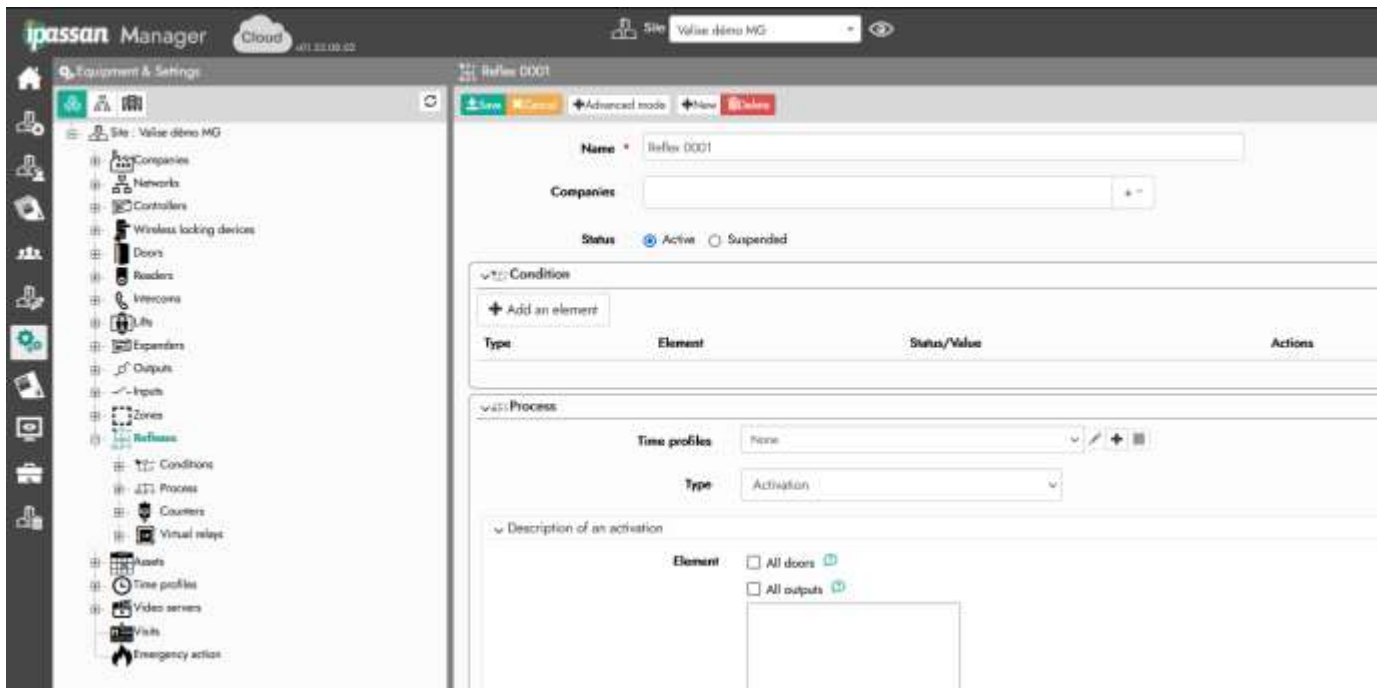 ipassan Manager Cloud Site Valise démo MG
Equipment & Settings
Reflex 0001
Save Cancel Advanced mode New Delete
Site : Valise démo MG
Companies
Networks
Controllers
Wireless locking devices
Doors
Readers
Intercoms
Lifts
Expanders
Outputs
Inputs
Zones
Reflexes
Conditions
Process
Counters
Virtual relays
Assets
Time profiles
Video servers
Visits
Emergency action
Name * Reflex 0001
Companies
Status Active Suspended
Condition
Add an element
Type Element Status/Value Actions
Process
Time profiles None
Type Activation
Description of an activation
Element All doors
All outputs